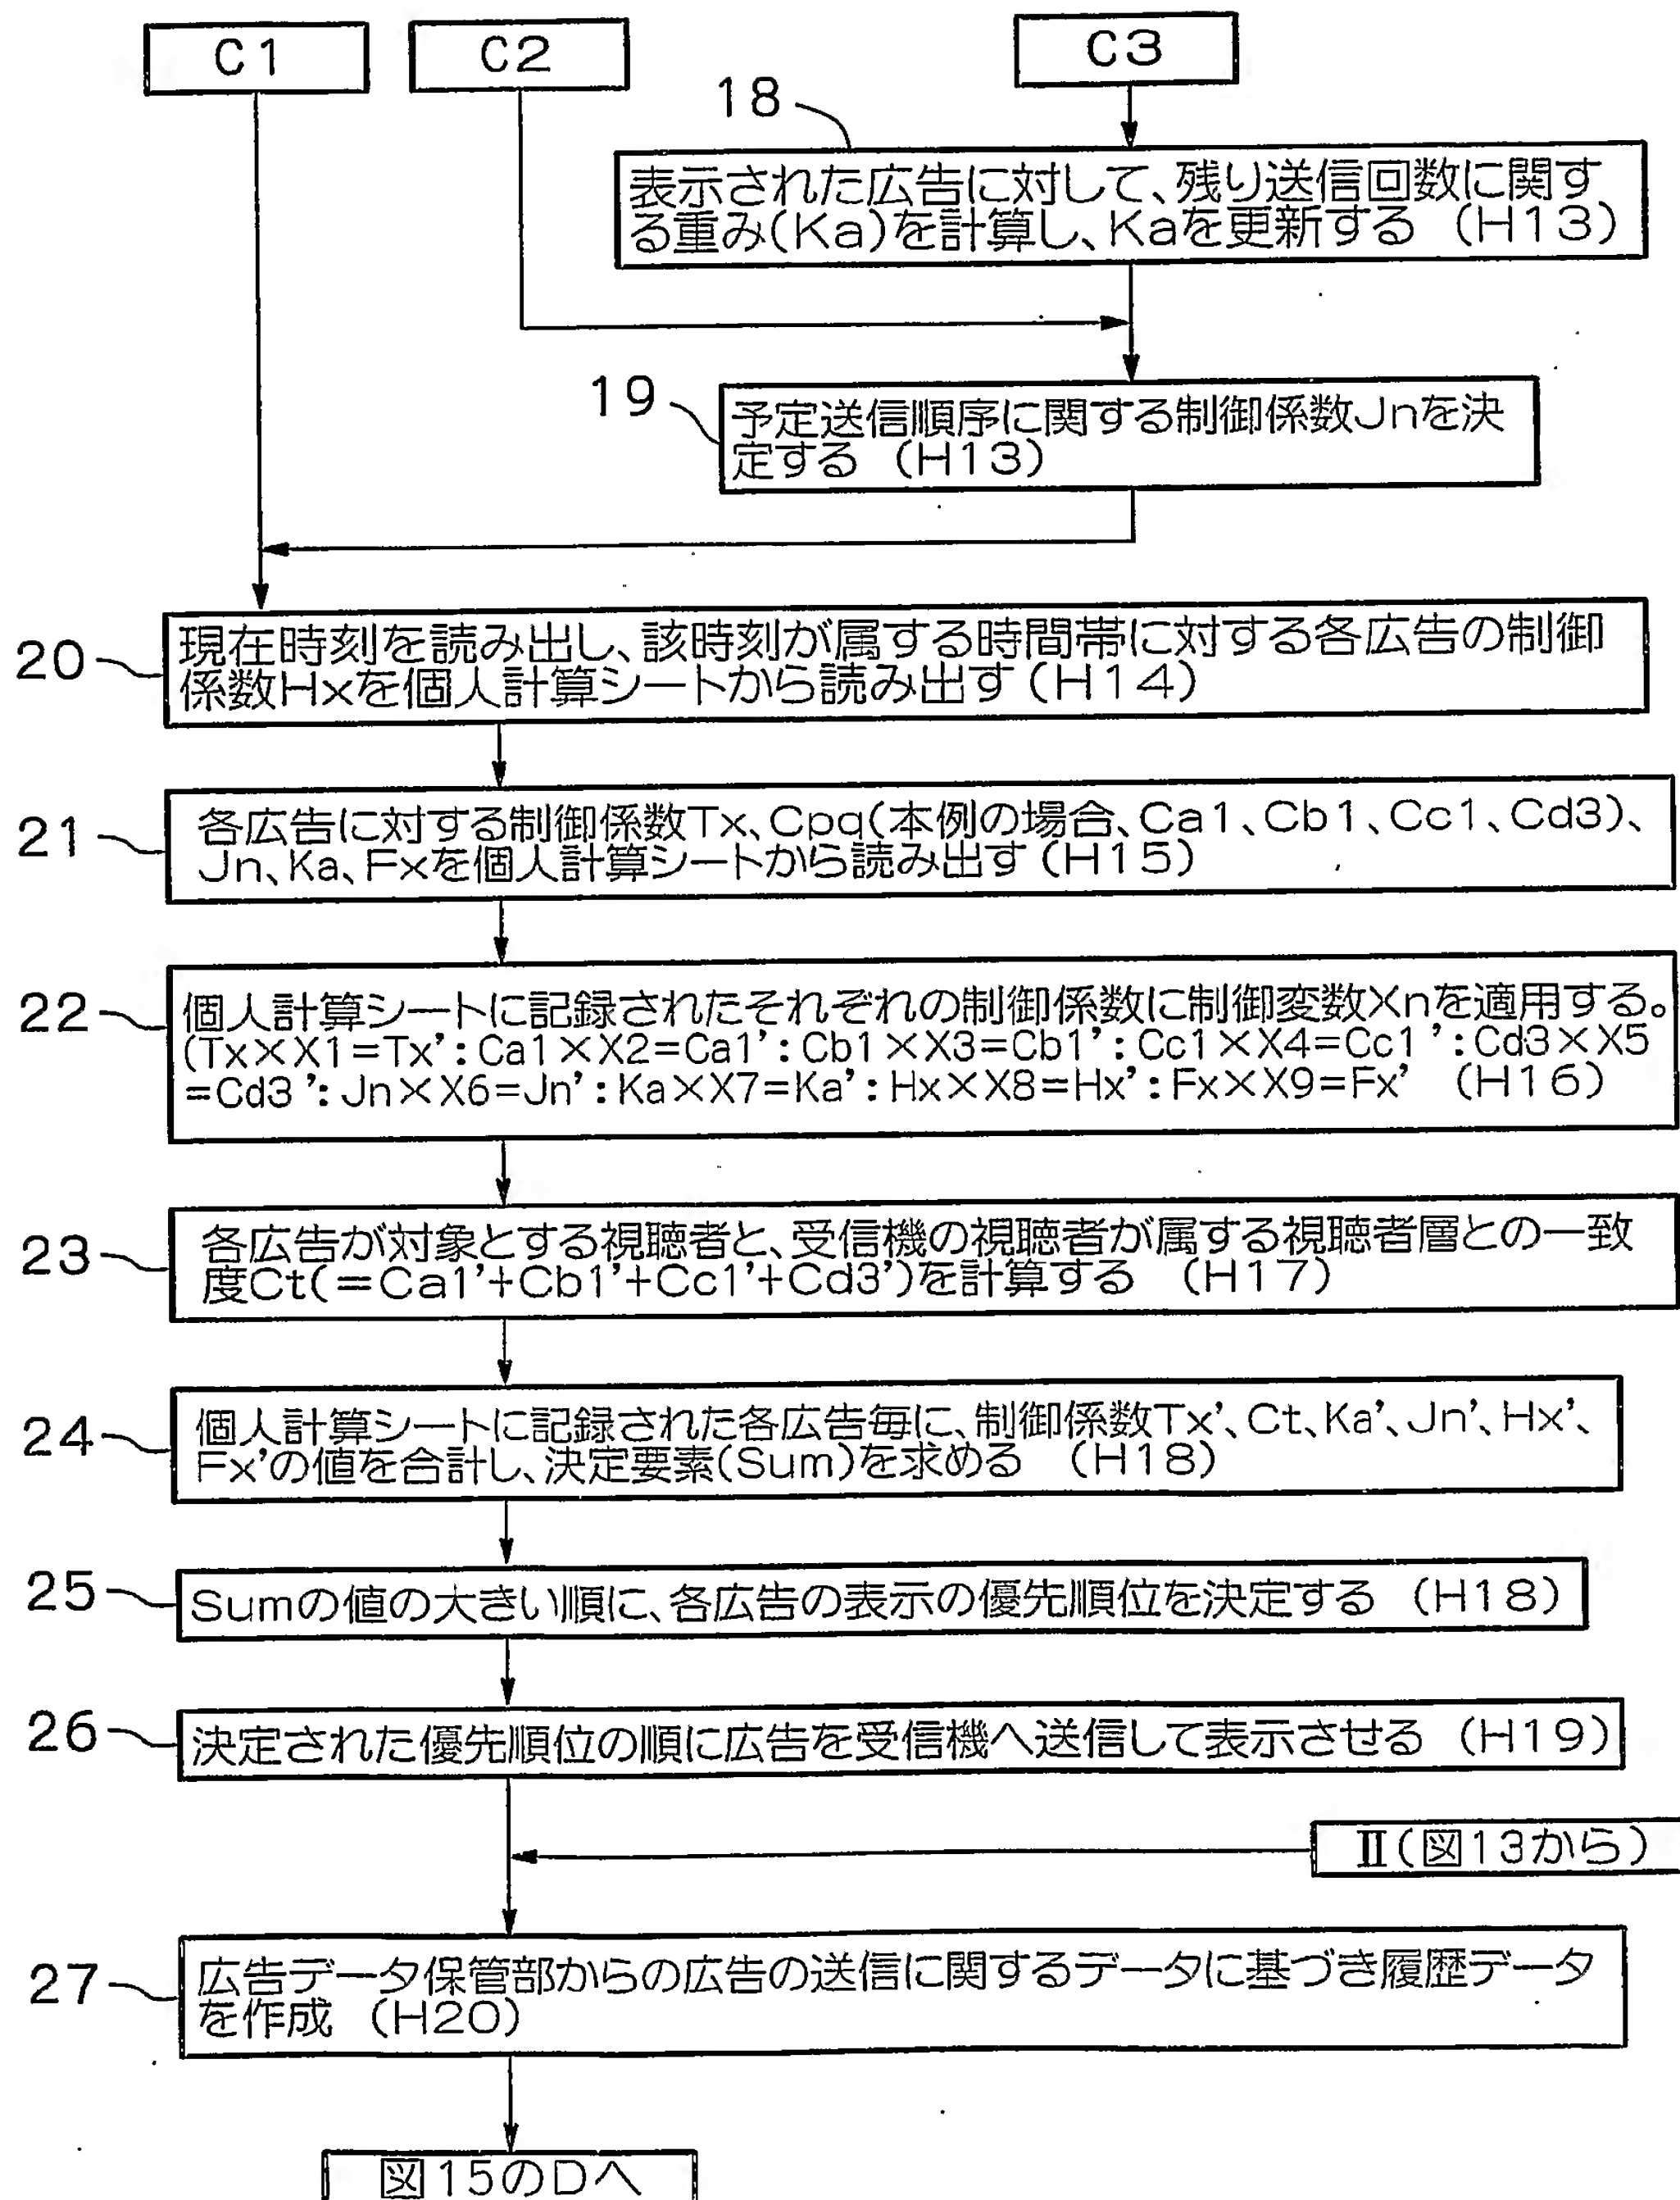 C1
C2
C3
18
表示された広告に対して、残り送信回数に関す
る重み(Ka)を計算し、Kaを更新する (H13)
19
予定送信順序に関する制御係数Jnを決
定する (H13)
20
現在時刻を読み出し、該時刻が属する時間帯に対する各広告の制御
係数Hxを個人計算シートから読み出す(H14)
21
各広告に対する制御係数Tx、Cpq(本例の場合、Ca1、Cb1、Cc1、Cd3)、
Jn、Ka、Fxを個人計算シートから読み出す(H15)
22
個人計算シートに記録されたそれぞれの制御係数に制御変数Xnを適用する。
(Tx×X1=Tx':Ca1×X2=Ca1':Cb1×X3=Cb1':Cc1×X4=Cc1':Cd3×X5
=Cd3':Jn×X6=Jn':Ka×X7=Ka':Hx×X8=Hx':Fx×X9=Fx' (H16)
23
各広告が対象とする視聴者と、受信機の視聴者が属する視聴者層との一致
度Ct(=Ca1'+Cb1'+Cc1'+Cd3')を計算する (H17)
24
個人計算シートに記録された各広告毎に、制御係数Tx'、Ct、Ka'、Jn'、Hx'、
Fx'の値を合計し、決定要素(Sum)を求める (H18)
25
Sumの値の大きい順に、各広告の表示の優先順位を決定する (H18)
26
決定された優先順位の順に広告を受信機へ送信して表示させる (H19)
Ⅱ(図13から)
27
広告データ保管部からの広告の送信に関するデータに基づき履歴データ
を作成 (H20)
図15のDへ